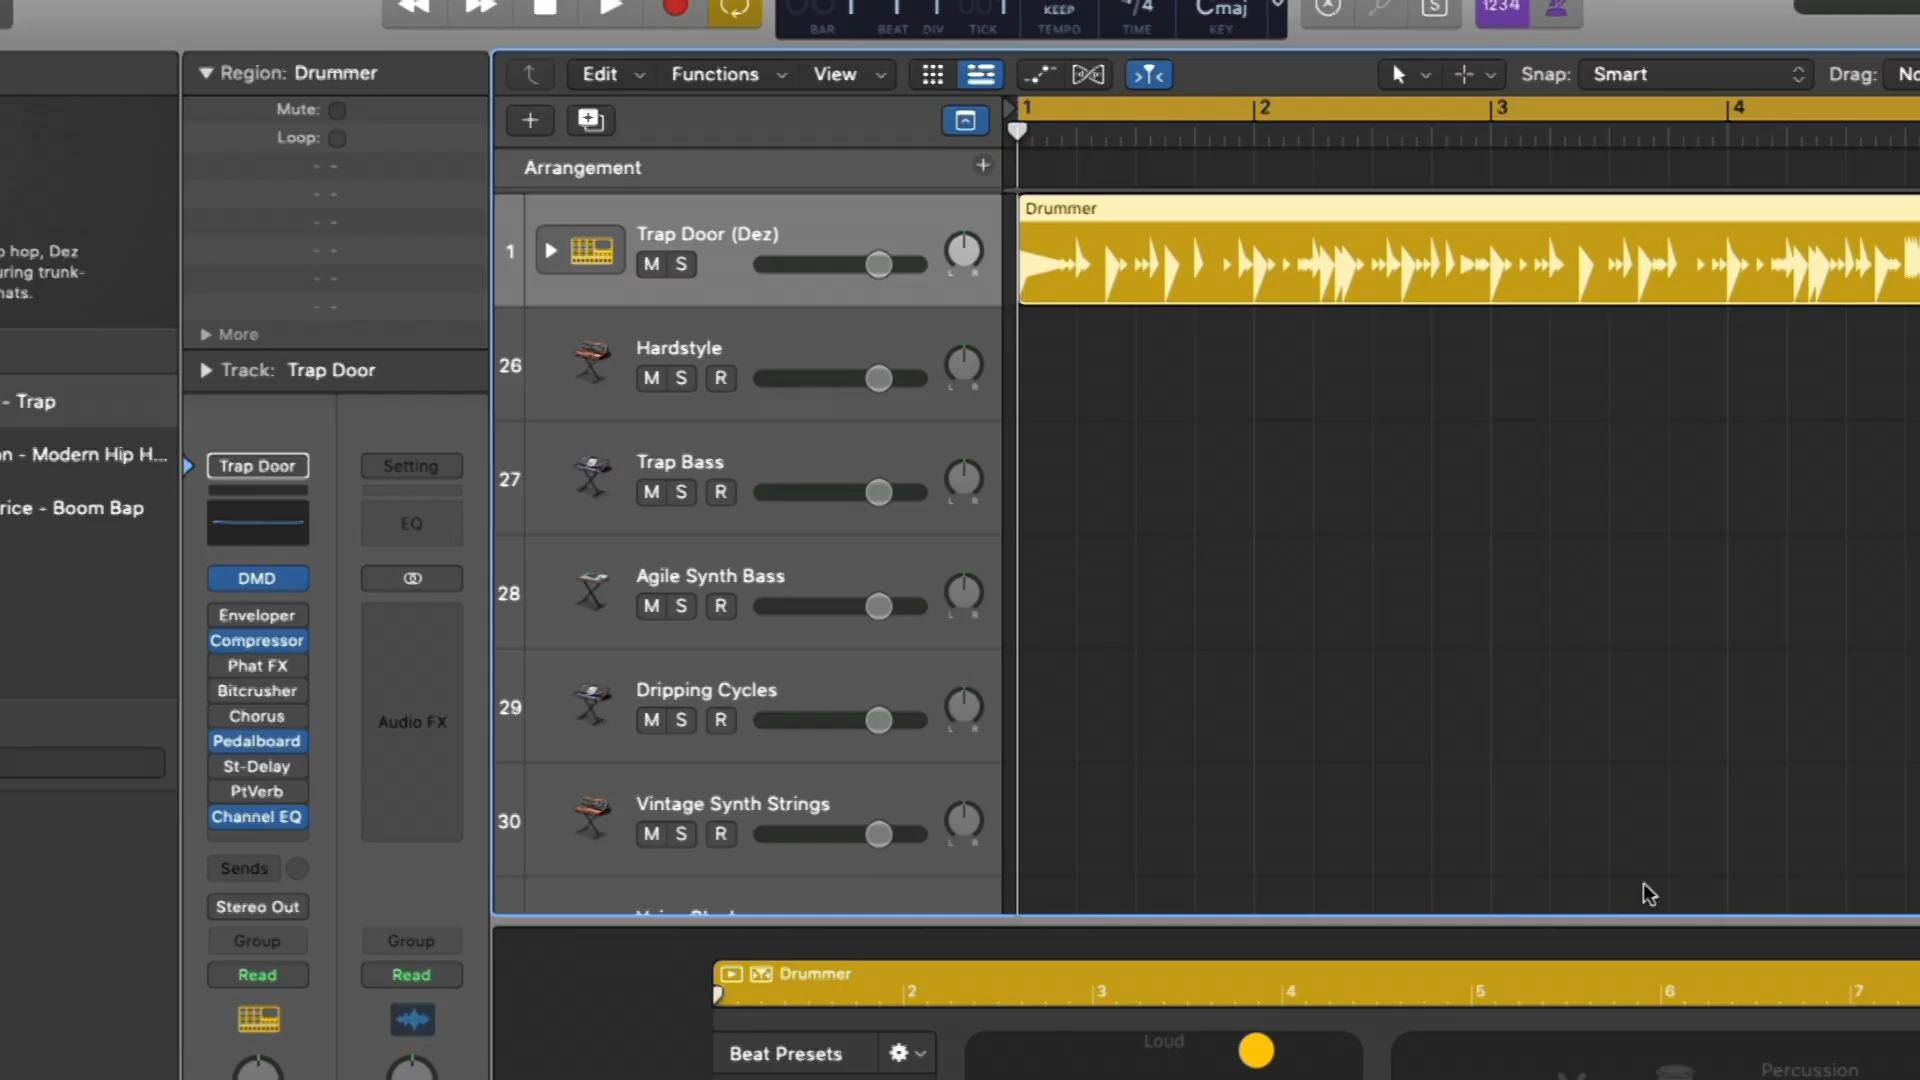 BAR BEAT DIV TICK
KEEP
TEMPO
TIME
Cmaj
KEY
S
1234
Region: Drummer
Mute:
Loop:
- -
- -
- -
- -
- -
- -
More
Track: Trap Door
hop, Dez
uring trunk-
- Trap
n - Modern Hip H...
rice - Boom Bap
Trap Door
Setting
EQ
DMD
Enveloper
Compressor
Phat FX
Bitcrusher
Chorus
Pedalboard
St-Delay
PtVerb
Channel EQ
Audio FX
Sends
Stereo Out
Group
Group
Read
Read
Edit
Functions
View
Snap: Smart
Drag:
1 2 3 4
Arrangement
1
Trap Door (Dez)
M S
L R
Drummer
26
Hardstyle
M S R
L R
27
Trap Bass
M S R
L R
28
Agile Synth Bass
M S R
L R
29
Dripping Cycles
M S R
L R
30
Vintage Synth Strings
M S R
L R
Drummer
2 3 4 5 6 7
Beat Presets
Loud
Percussion